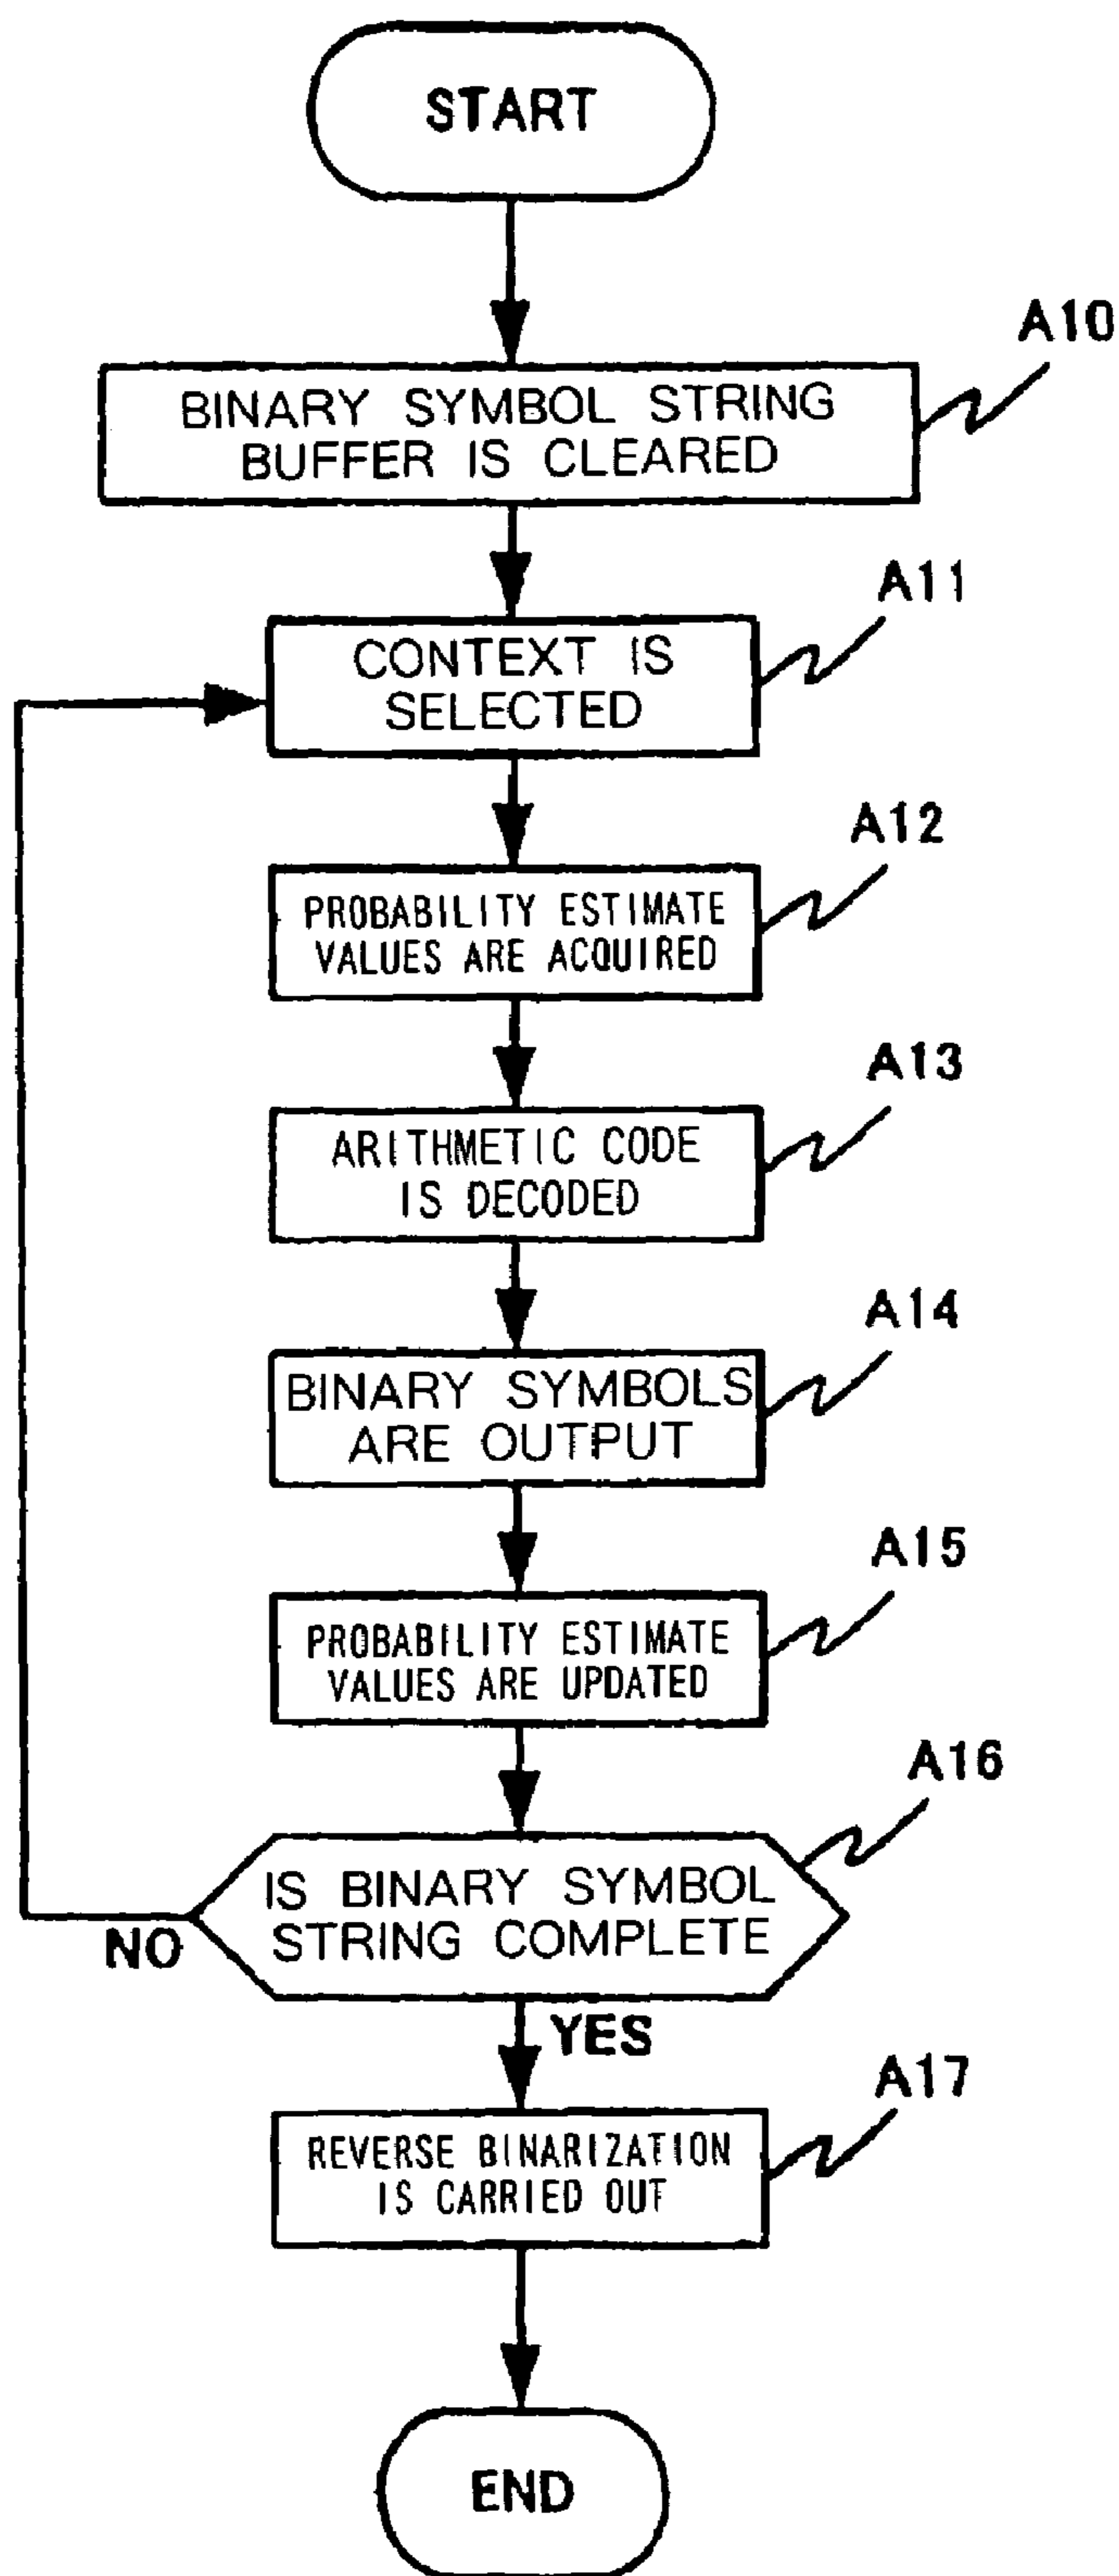 START
A10
BINARY SYMBOL STRING
BUFFER IS CLEARED
A11
CONTEXT IS
SELECTED
A12
PROBABILITY ESTIMATE
VALUES ARE ACQUIRED
A13
ARITHMETIC CODE
IS DECODED
A14
BINARY SYMBOLS
ARE OUTPUT
A15
PROBABILITY ESTIMATE
VALUES ARE UPDATED
A16
IS BINARY SYMBOL
STRING COMPLETE
NO
YES
A17
REVERSE BINARIZATION
IS CARRIED OUT
END